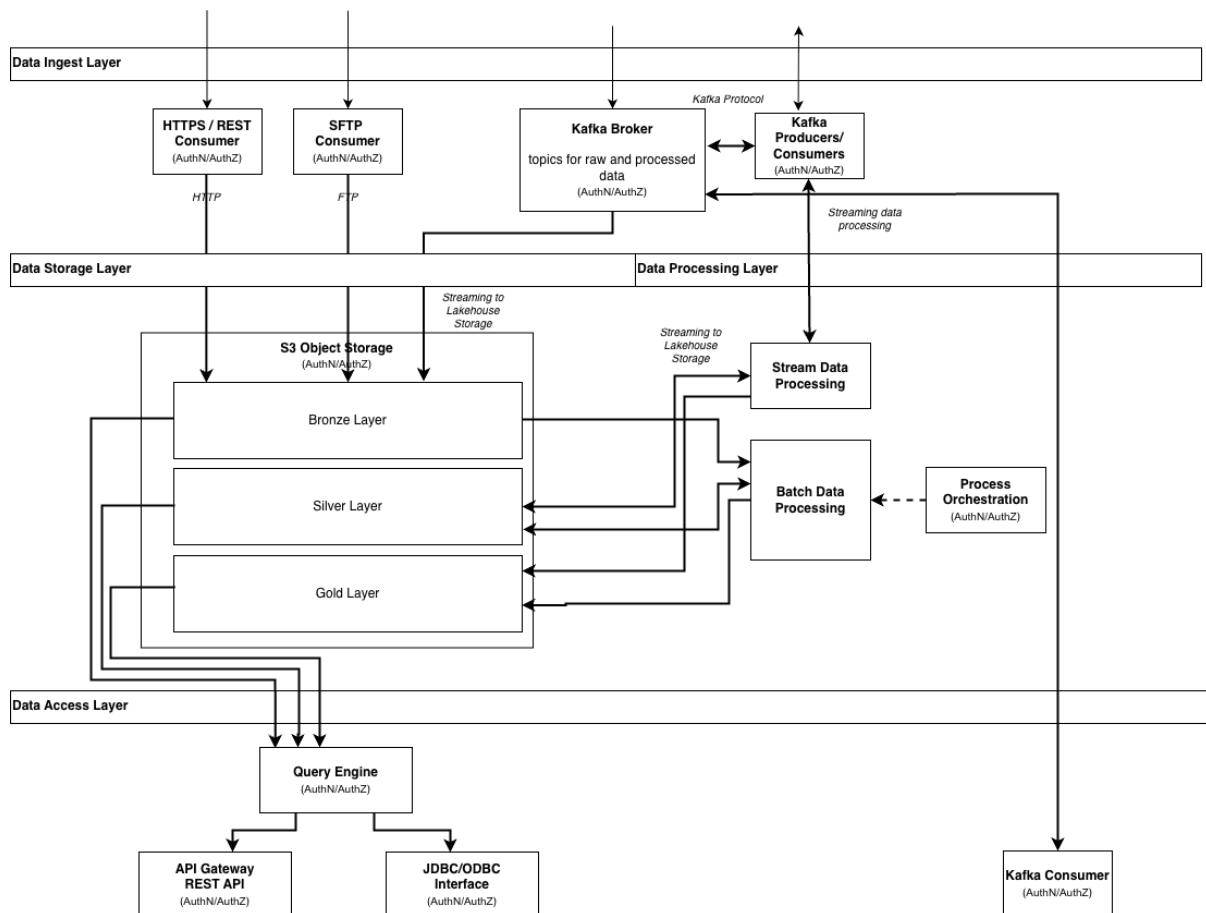 Data Ingest Layer
HTTPS / REST
Consumer
(AuthN/AuthZ)
SFTP
Consumer
(AuthN/AuthZ)
Kafka Broker
topics for raw and processed
data
(AuthN/AuthZ)
Kafka Protocol
Kafka
Producers/
Consumers
(AuthN/AuthZ)
HTTP
FTP
Streaming data
processing
Data Storage Layer
Data Processing Layer
Streaming to
Lakehouse
Storage
S3 Object Storage
(AuthN/AuthZ)
Bronze Layer
Silver Layer
Gold Layer
Streaming to
Lakehouse
Storage
Stream Data
Processing
Batch Data
Processing
Process
Orchestration
(AuthN/AuthZ)
Data Access Layer
Query Engine
(AuthN/AuthZ)
API Gateway
REST API
(AuthN/AuthZ)
JDBC/ODBC
Interface
(AuthN/AuthZ)
Kafka Consumer
(AuthN/AuthZ)